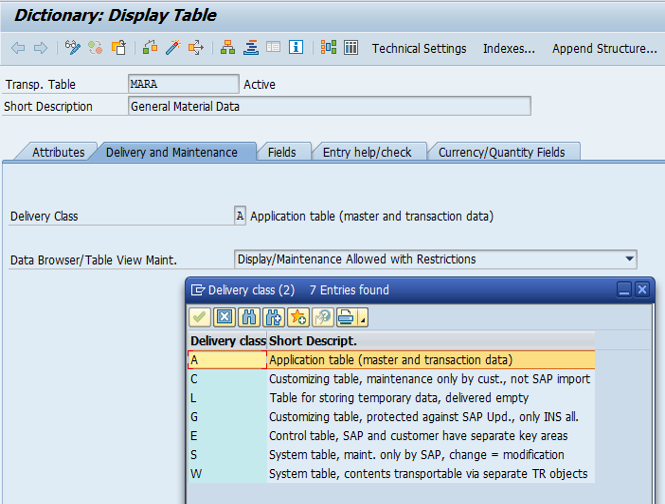 Dictionary: Display Table
Technical Settings Indexes... Append Structure...
Transp. Table MARA Active
Short Description General Material Data
Attributes Delivery and Maintenance Fields Entry help/check Currency/Quantity Fields
Delivery Class A Application table (master and transaction data)
Data Browser/Table View Maint. Display/Maintenance Allowed with Restrictions
Delivery class (2) 7 Entries found
Delivery class Short Descript.
A Application table (master and transaction data)
C Customizing table, maintenance only by cust., not SAP import
L Table for storing temporary data, delivered empty
G Customizing table, protected against SAP Upd., only INS all.
E Control table, SAP and customer have separate key areas
S System table, maint. only by SAP, change = modification
W System table, contents transportable via separate TR objects